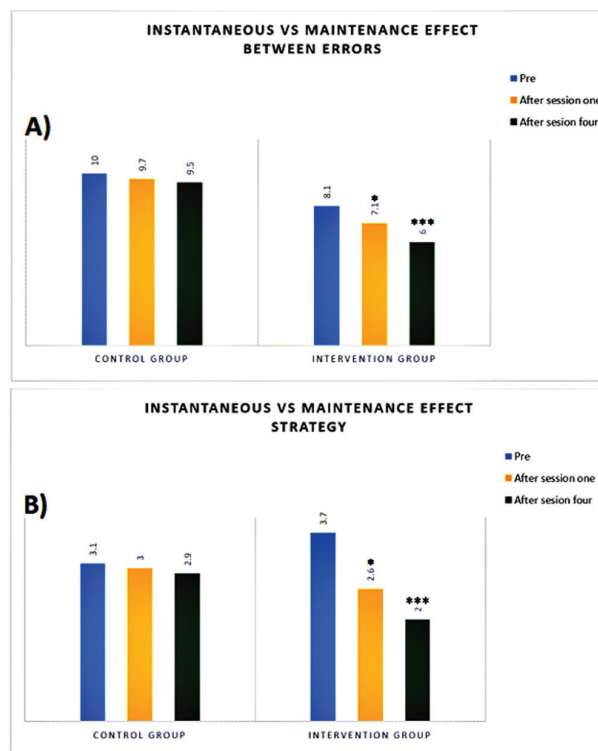 INSTANTANEOUS VS MAINTENANCE EFFECT
BETWEEN ERRORS
Pre
After session one
After sesion four
A)
10
9.7
9.5
8.1
7.1*
***
6
CONTROL GROUP
INTERVENTION GROUP
INSTANTANEOUS VS MAINTENANCE EFFECT
STRATEGY
Pre
After session one
After sesion four
B)
3.1
3
2.9
3.7
2.6*
***
2
CONTROL GROUP
INTERVENTION GROUP